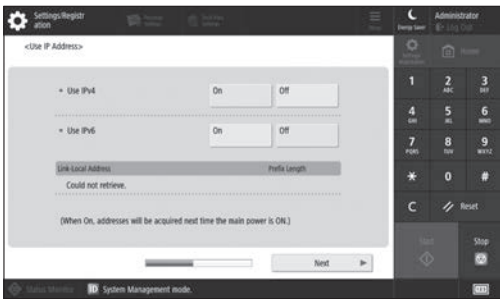 Settings/Registr
ation
Energy Saver
Administrator
Log Out
<Use IP Address>
Home
Use IPv4
On
Off
Use IPv6
On
Off
Link-Local Address
Prefix Length
Could not retrieve.
(When On, addresses will be acquired next time the main power is ON.)
Next
1
2
ABC
3
DEF
4
GHI
5
JKL
6
MNO
7
PQRS
8
TUV
9
WXYZ
*
0
#
C
Reset
Start
Stop
Status Monitor
ID
System Management mode.